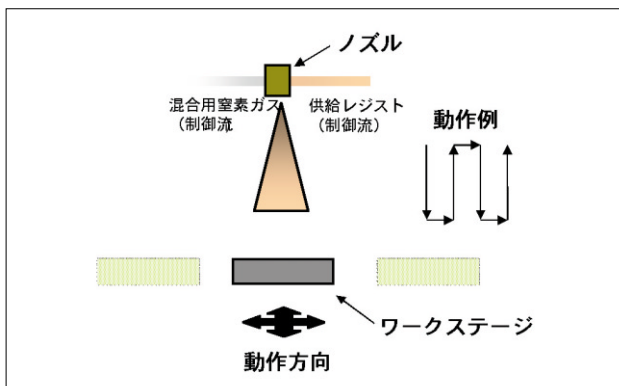 ノズル
混合用窒素ガス
（制御流）
供給レジスト
（制御流）
動作例
ワークステージ
動作方向